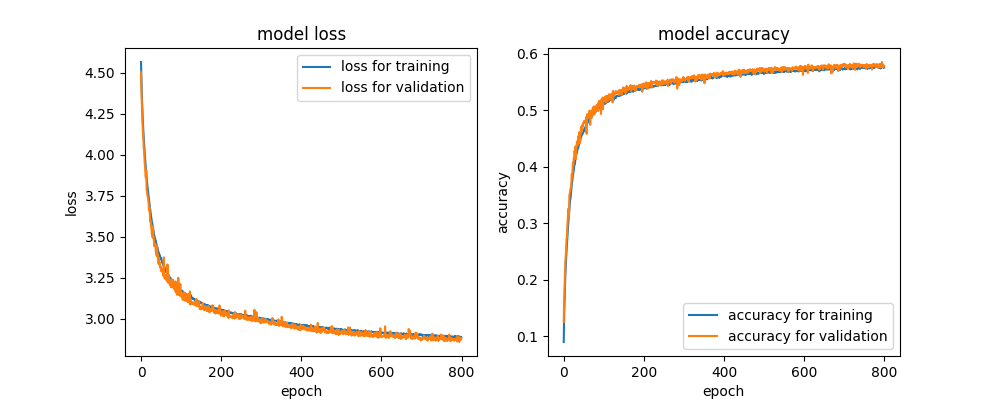 model loss
loss for training
loss for validation
4.50
4.25
4.00
3.75
3.50
3.25
3.00
loss
0
200
400
600
800
epoch
model accuracy
0.6
0.5
0.4
0.3
0.2
0.1
accuracy
accuracy for training
accuracy for validation
0
200
400
600
800
epoch